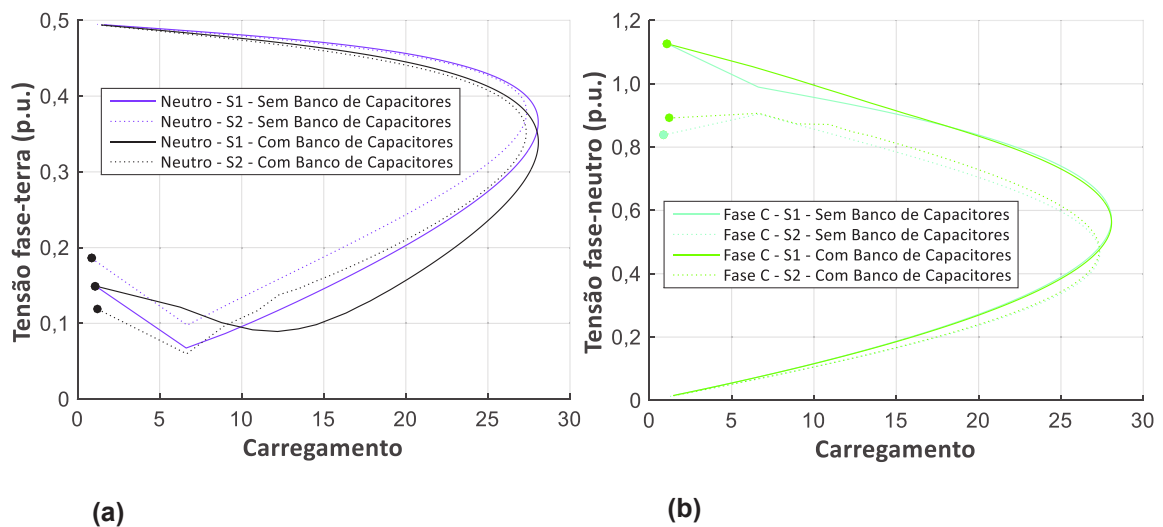 Tensão fase-terra (p.u.)
0,5
0,4
0,3
0,2
0,1
0
0
5
10
15
20
25
30
Carregamento
Neutro - S1 - Sem Banco de Capacitores
Neutro - S2 - Sem Banco de Capacitores
Neutro - S1 - Com Banco de Capacitores
Neutro - S2 - Com Banco de Capacitores
(a)
Tensão fase-neutro (p.u.)
1,2
1,0
0,8
0,6
0,4
0,2
0
0
5
10
15
20
25
30
Carregamento
Fase C - S1 - Sem Banco de Capacitores
Fase C - S2 - Sem Banco de Capacitores
Fase C - S1 - Com Banco de Capacitores
Fase C - S2 - Com Banco de Capacitores
(b)